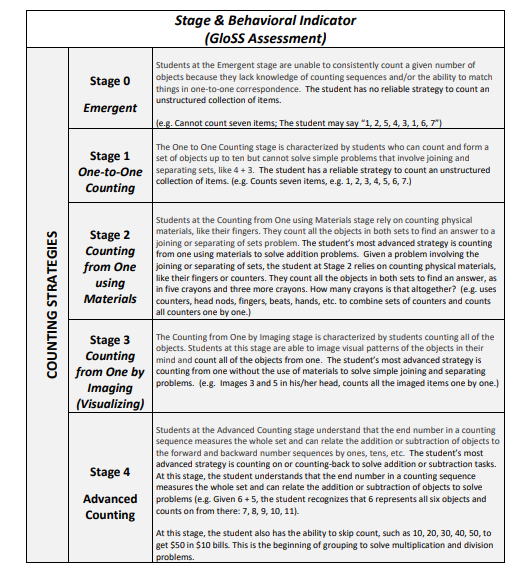 Stage & Behavioral Indicator
(GloSS Assessment)
COUNTING STRATEGIES
Stage 0
Emergent
Students at the Emergent stage are unable to consistently count a given number of
objects because they lack knowledge of counting sequences and/or the ability to match
things in one-to-one correspondence. The student has no reliable strategy to count an
unstructured collection of items.
(e.g. Cannot count seven items; The student may say "1, 2, 5, 4, 3, 1, 6, 7")
Stage 1
One-to-One
Counting
The One to One Counting stage is characterized by students who can count and form a
set of objects up to ten but cannot solve simple problems that involve joining and
separating sets, like 4 + 3. The student has a reliable strategy to count an unstructured
collection of items. (e.g. Counts seven items, e.g. 1, 2, 3, 4, 5, 6, 7.)
Stage 2
Counting
from One
using
Materials
Students at the Counting from One using Materials stage rely on counting physical
materials, like their fingers. They count all the objects in both sets to find an answer to a
joining or separating of sets problem. The student's most advanced strategy is counting
from one using materials to solve addition problems. Given a problem involving the
joining or separating of sets, the student at Stage 2 relies on counting physical materials,
like their fingers or counters. They count all the objects in both sets to find an answer, as
in five crayons and three more crayons. How many crayons is that altogether? (e.g. uses
counters, head nods, fingers, beats, hands, etc. to combine sets of counters and counts
all counters one by one.)
Stage 3
Counting
from One by
Imaging
(Visualizing)
The Counting from One by Imaging stage is characterized by students counting all of the
objects. Students at this stage are able to image visual patterns of the objects in their
mind and count all of the objects from one. The student's most advanced strategy is
counting from one without the use of materials to solve simple joining and separating
problems. (e.g. Images 3 and 5 in his/her head, counts all the imaged items one by one.)
Stage 4
Advanced
Counting
Students at the Advanced Counting stage understand that the end number in a counting
sequence measures the whole set and can relate the addition or subtraction of objects to
the forward and backward number sequences by ones, tens, etc. The student's most
advanced strategy is counting on or counting-back to solve addition or subtraction tasks.
At this stage, the student understands that the end number in a counting sequence
measures the whole set and can relate the addition or subtraction of objects to solve
problems (e.g. Given 6 + 5, the student recognizes that 6 represents all six objects and
counts on from there: 7, 8, 9, 10, 11).
At this stage, the student also has the ability to skip count, such as 10, 20, 30, 40, 50, to
get $50 in $10 bills. This is the beginning of grouping to solve multiplication and division
problems.